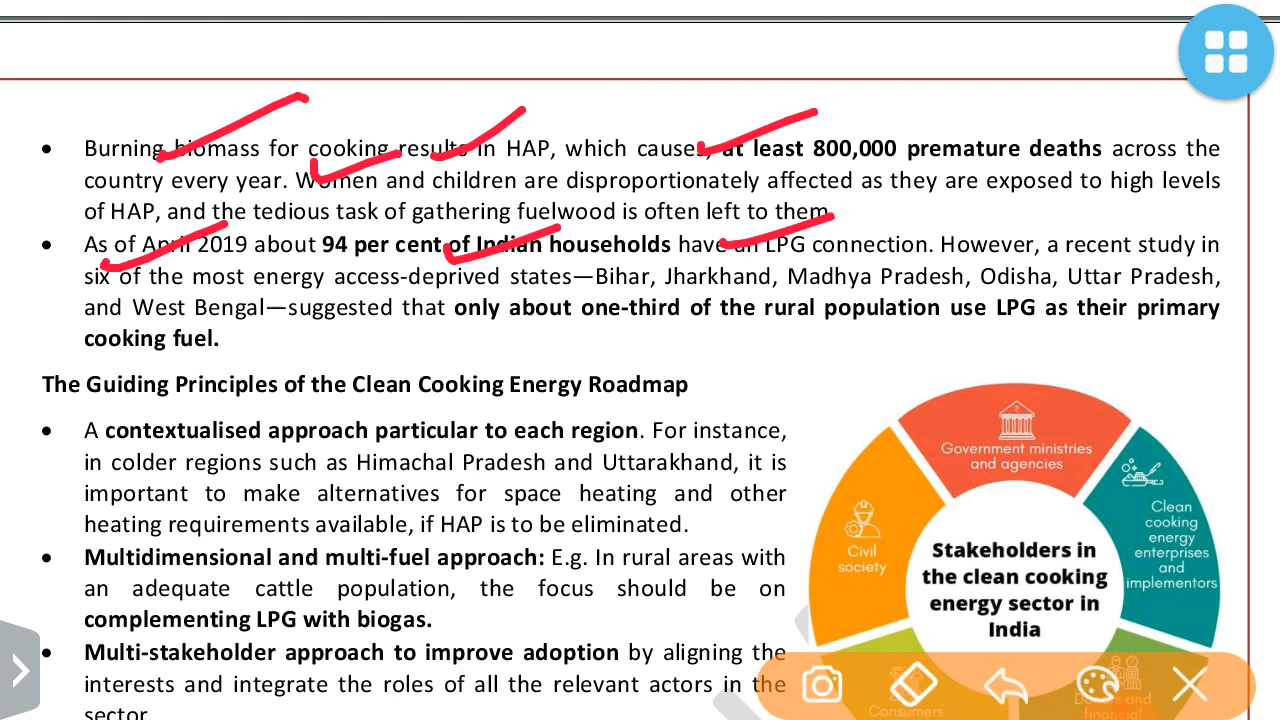 • Burning biomass for cooking results in HAP, which causes, at least 800,000 premature deaths across the
country every year. Women and children are disproportionately affected as they are exposed to high levels
of HAP, and the tedious task of gathering fuelwood is often left to them.
• As of April 2019 about 94 per cent of Indian households have an LPG connection. However, a recent study in
six of the most energy access-deprived states—Bihar, Jharkhand, Madhya Pradesh, Odisha, Uttar Pradesh,
and West Bengal—suggested that only about one-third of the rural population use LPG as their primary
cooking fuel.
The Guiding Principles of the Clean Cooking Energy Roadmap
• A contextualised approach particular to each region. For instance,
in colder regions such as Himachal Pradesh and Uttarakhand, it is
important to make alternatives for space heating and other
heating requirements available, if HAP is to be eliminated.
• Multidimensional and multi-fuel approach: E.g. In rural areas with
an adequate cattle population, the focus should be on
complementing LPG with biogas.
• Multi-stakeholder approach to improve adoption by aligning the
interests and integrate the roles of all the relevant actors in the
sector
Government ministries
and agencies
Clean
cooking
energy
enterprises
and
implementors
Civil
society
Stakeholders in
the clean cooking
energy sector in
India
Consumers
Donors and
financial